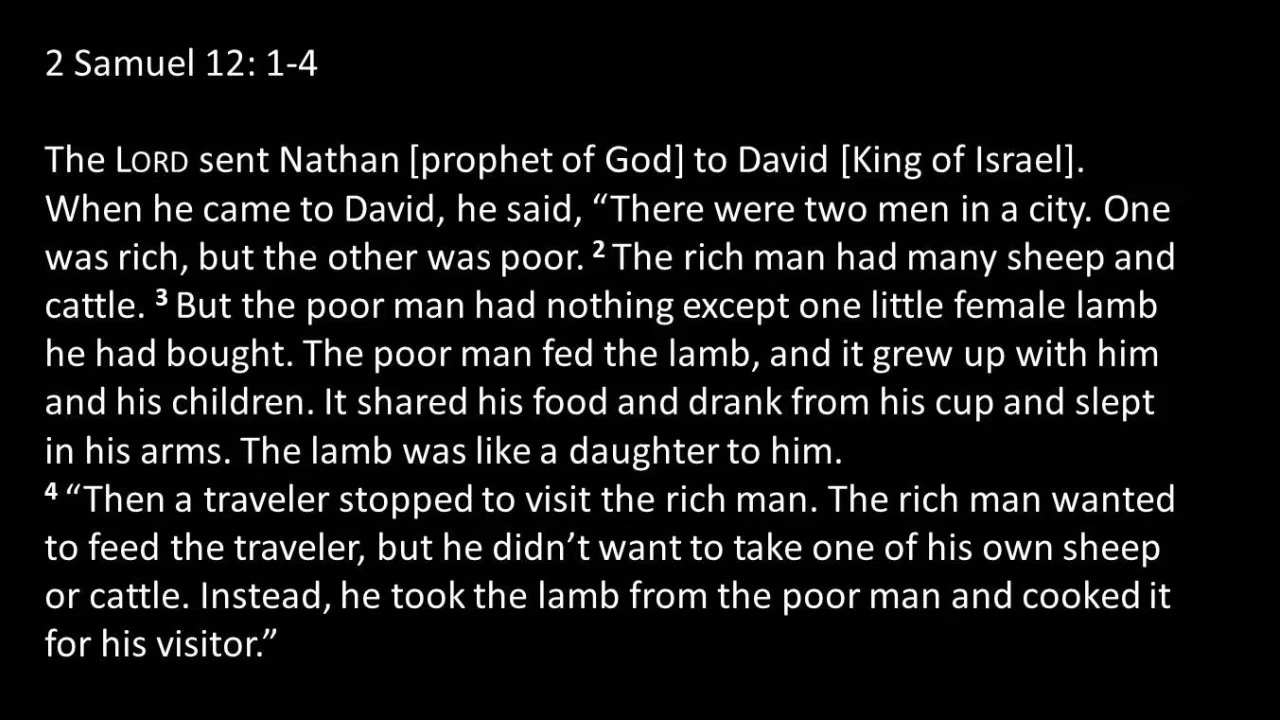 2 Samuel 12: 1-4
The LORD sent Nathan [prophet of God] to David [King of Israel].
When he came to David, he said, “There were two men in a city. One
was rich, but the other was poor. ² The rich man had many sheep and
cattle. ³ But the poor man had nothing except one little female lamb
he had bought. The poor man fed the lamb, and it grew up with him
and his children. It shared his food and drank from his cup and slept
in his arms. The lamb was like a daughter to him.
⁴ “Then a traveler stopped to visit the rich man. The rich man wanted
to feed the traveler, but he didn’t want to take one of his own sheep
or cattle. Instead, he took the lamb from the poor man and cooked it
for his visitor.”